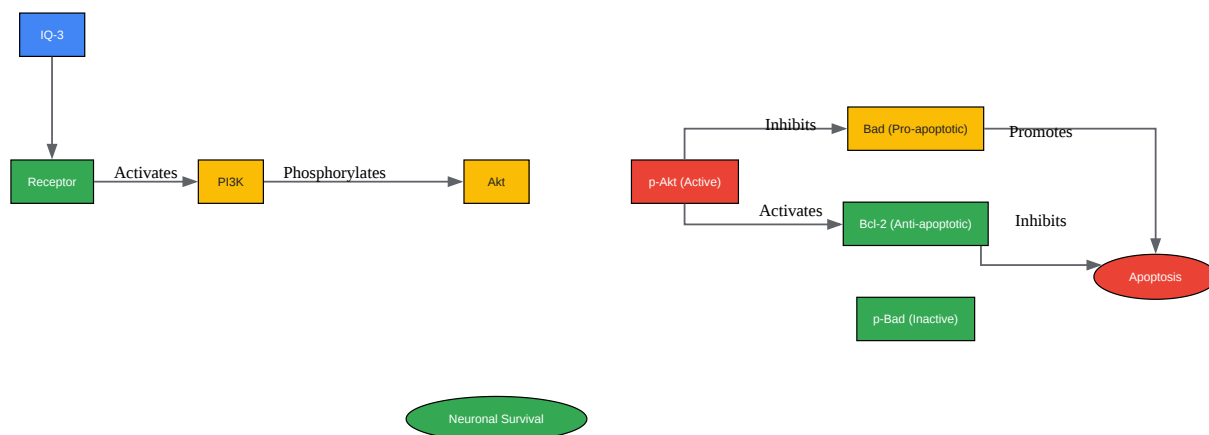 IQ-3
Receptor
Activates
PI3K
Phosphorylates
Akt
p-Akt (Active)
Inhibits
Bad (Pro-apoptotic)
Promotes
Activates
Bcl-2 (Anti-apoptotic)
Inhibits
Apoptosis
p-Bad (Inactive)
Neuronal Survival